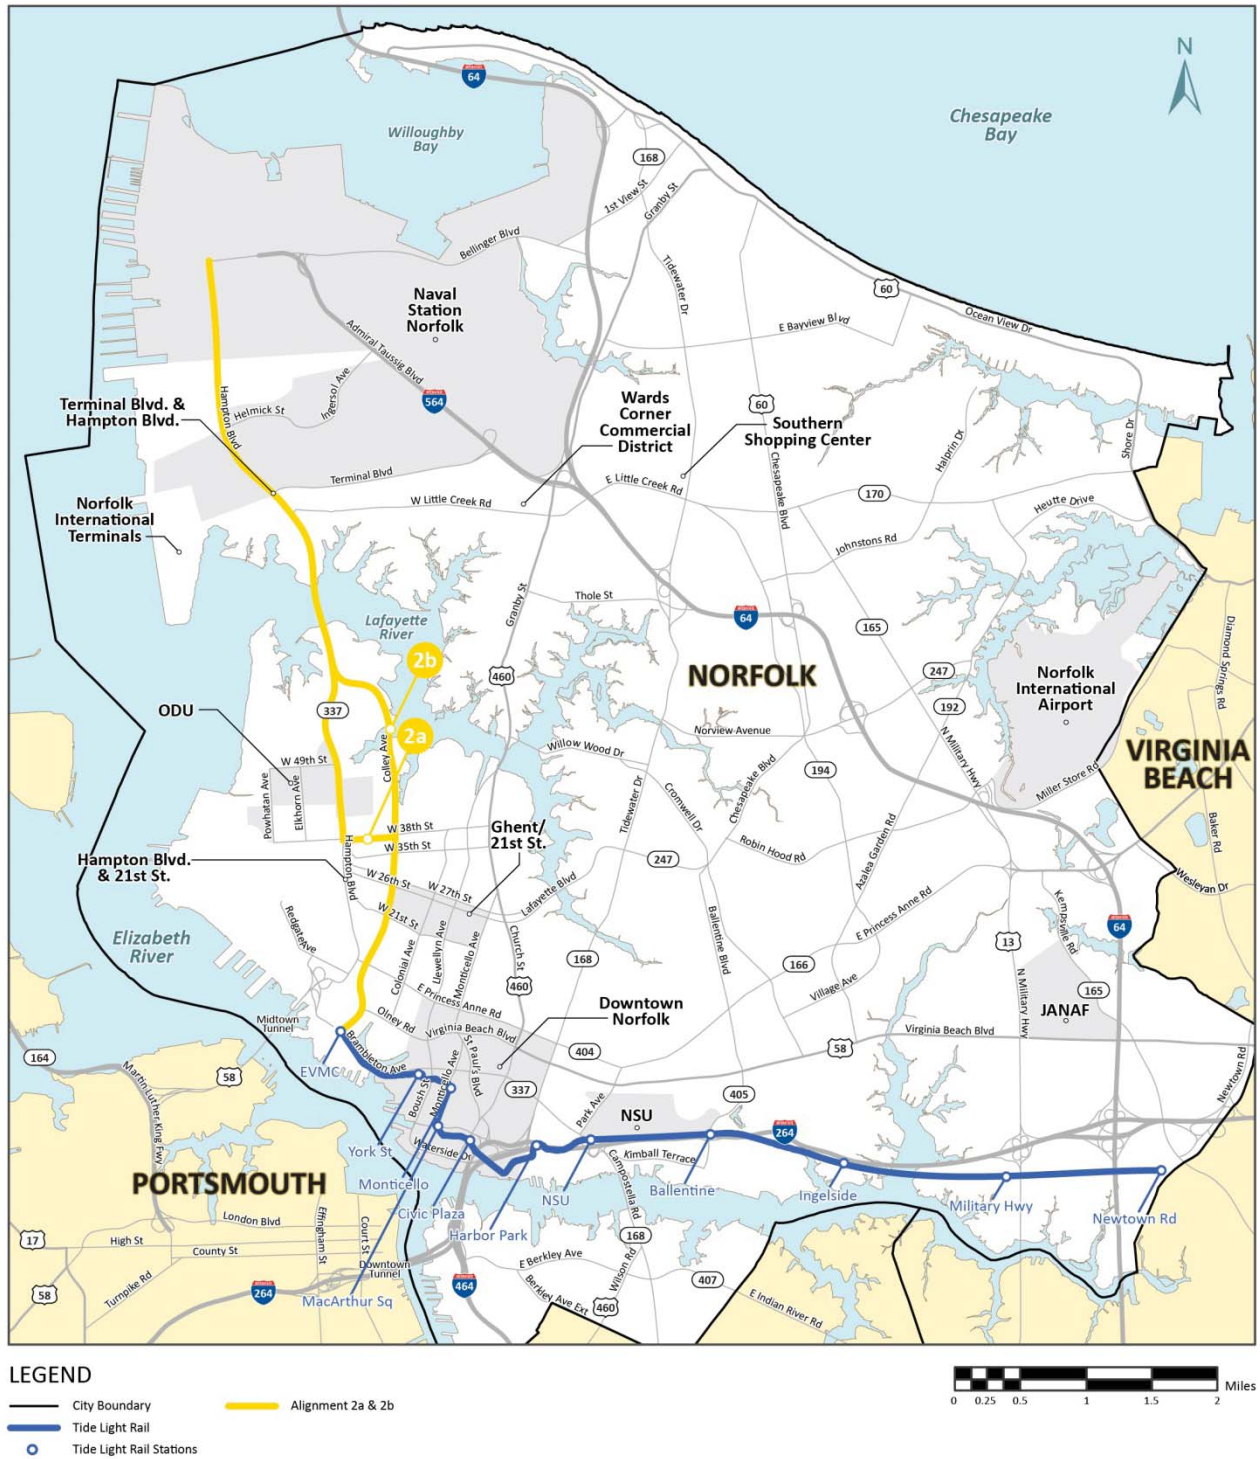 64
N
Willoughby
Bay
Chesapeake
Bay
168
1st View St
Granby St
Bellinger Blvd
Tidewater Dr
60
Ocean View Dr
Naval
Station
Norfolk
E Bayview Blvd
Admiral Taussig Blvd
Ingersol Ave
Helmick St
Hampton Blvd
564
Terminal Blvd. &
Hampton Blvd.
Wards
Corner
Commercial
District
60
Southern
Shopping Center
Chesapeake Blvd
Halprin Dr
Shore Dr
Terminal Blvd
W Little Creek Rd
E Little Creek Rd
170
Heutte Drive
Norfolk
International
Terminals
Johnstons Rd
Granby St
Thole St
64
165
Lafayette
River
2b
NORFOLK
247
Norfolk
International
Airport
Diamond Springs Rd
460
192
ODU
337
2a
Colley Ave
Norview Avenue
Willow Wood Dr
N Military Hwy
VIRGINIA
BEACH
W 49th St
Powhatan Ave
Elkhorn Ave
Tidewater Dr
Cromwell Dr
Chesapeake Blvd
194
Miller Store Rd
Baker Rd
W 38th St
W 35th St
Ghent/
21st St.
Robin Hood Rd
Azalea Garden Rd
247
Hampton Blvd.
& 21st St.
Hampton Blvd
W 26th St
W 27th St
Lafayette Blvd
Wesleyan Dr
W 21st St
Redgate Ave
Colonial Ave
Llewellyn Ave
Monticello Ave
Church St
Ballentine Blvd
E Princess Anne Rd
Kempsville Rd
64
13
Elizabeth
River
168
166
Village Ave
N Military Hwy
165
JANAF
460
E Princess Anne Rd
Downtown
Norfolk
Midtown
Tunnel
Olney Rd
Virginia Beach Blvd
Virginia Beach Blvd
58
404
Newtown Rd
164
58
Martin Luther King Fwy
EVMC
Brambleton Ave
Boush St
Monticello Ave
St Paul's Blvd
337
Park Ave
405
NSU
264
York St
Waterside Dr
Kimball Terrace
Campostella Rd
PORTSMOUTH
Monticello
Civic Plaza
NSU
Ballentine
Ingelside
Military Hwy
Newtown Rd
Harbor Park
London Blvd
Effingham St
Court St
17
High St
County St
168
Downtown
Tunnel
E Berkley Ave
Wilson Rd
58
Turnpike Rd
264
MacArthur Sq
464
Berkley Ave Ext
460
407
E Indian River Rd
LEGEND
City Boundary
Alignment 2a & 2b
Tide Light Rail
Tide Light Rail Stations
0 0.25 0.5 1 1.5 2
Miles